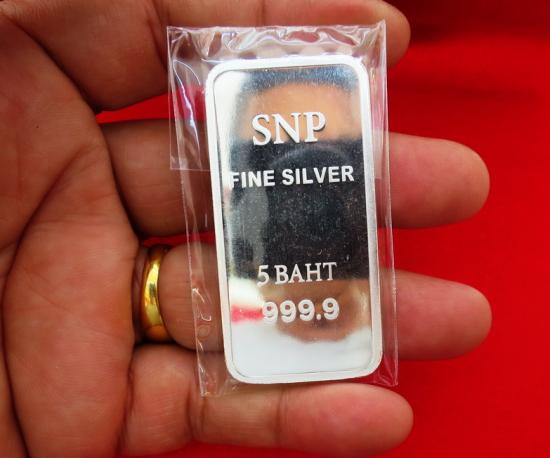 SNP
FINE SILVER
5 BAHT
999.9